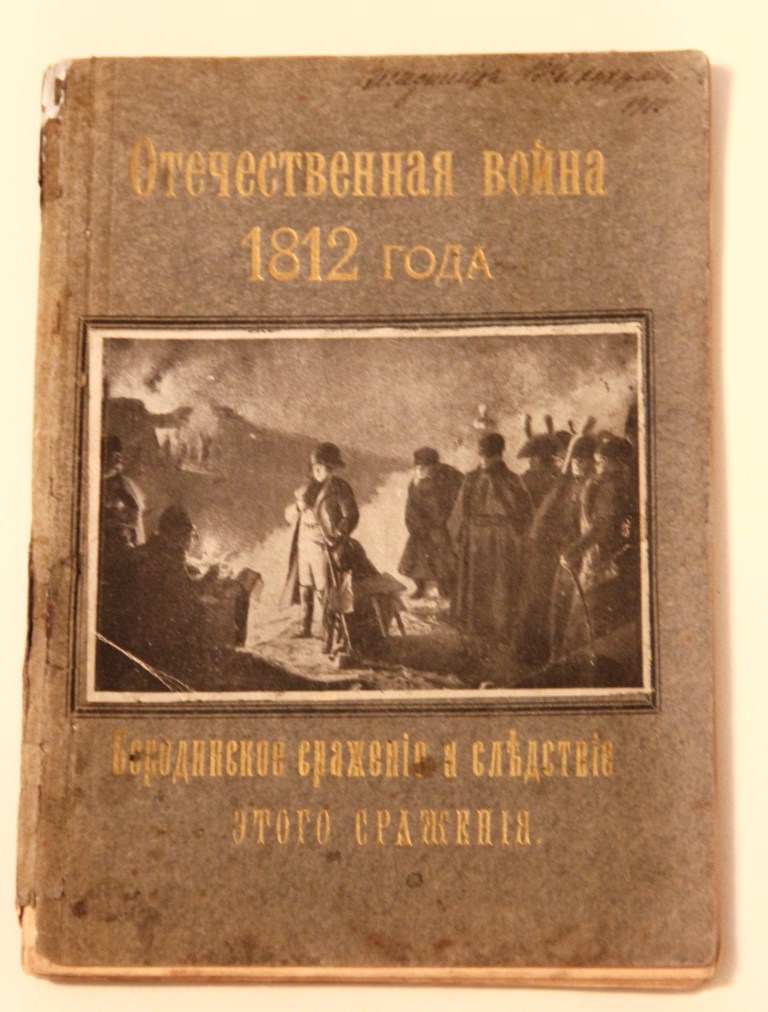 Отечественная война
1812 года
Бородинское сраженіе и слѣдствіе
этого сраженія.